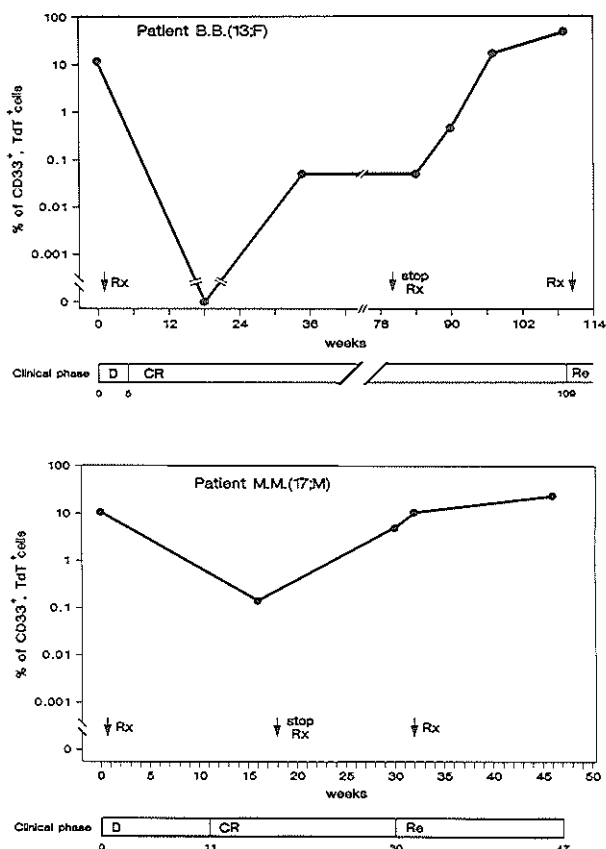 Patient B.B.(13;F)
100
10
1
0.1
0.01
0.001
0
% of CD33+, TdT+cells
Rx
stop
Rx
Rx
0 12 24 36 78 90 102 114
weeks
Clinical phase D CR Re
0 5 109
Patient M.M.(17;M)
100
10
1
0.1
0.01
0.001
0
% of CD33+, TdT+cells
Rx
stop
Rx
Rx
0 5 10 15 20 25 30 35 40 45 50
weeks
Clinical phase D CR Re
0 11 30 47